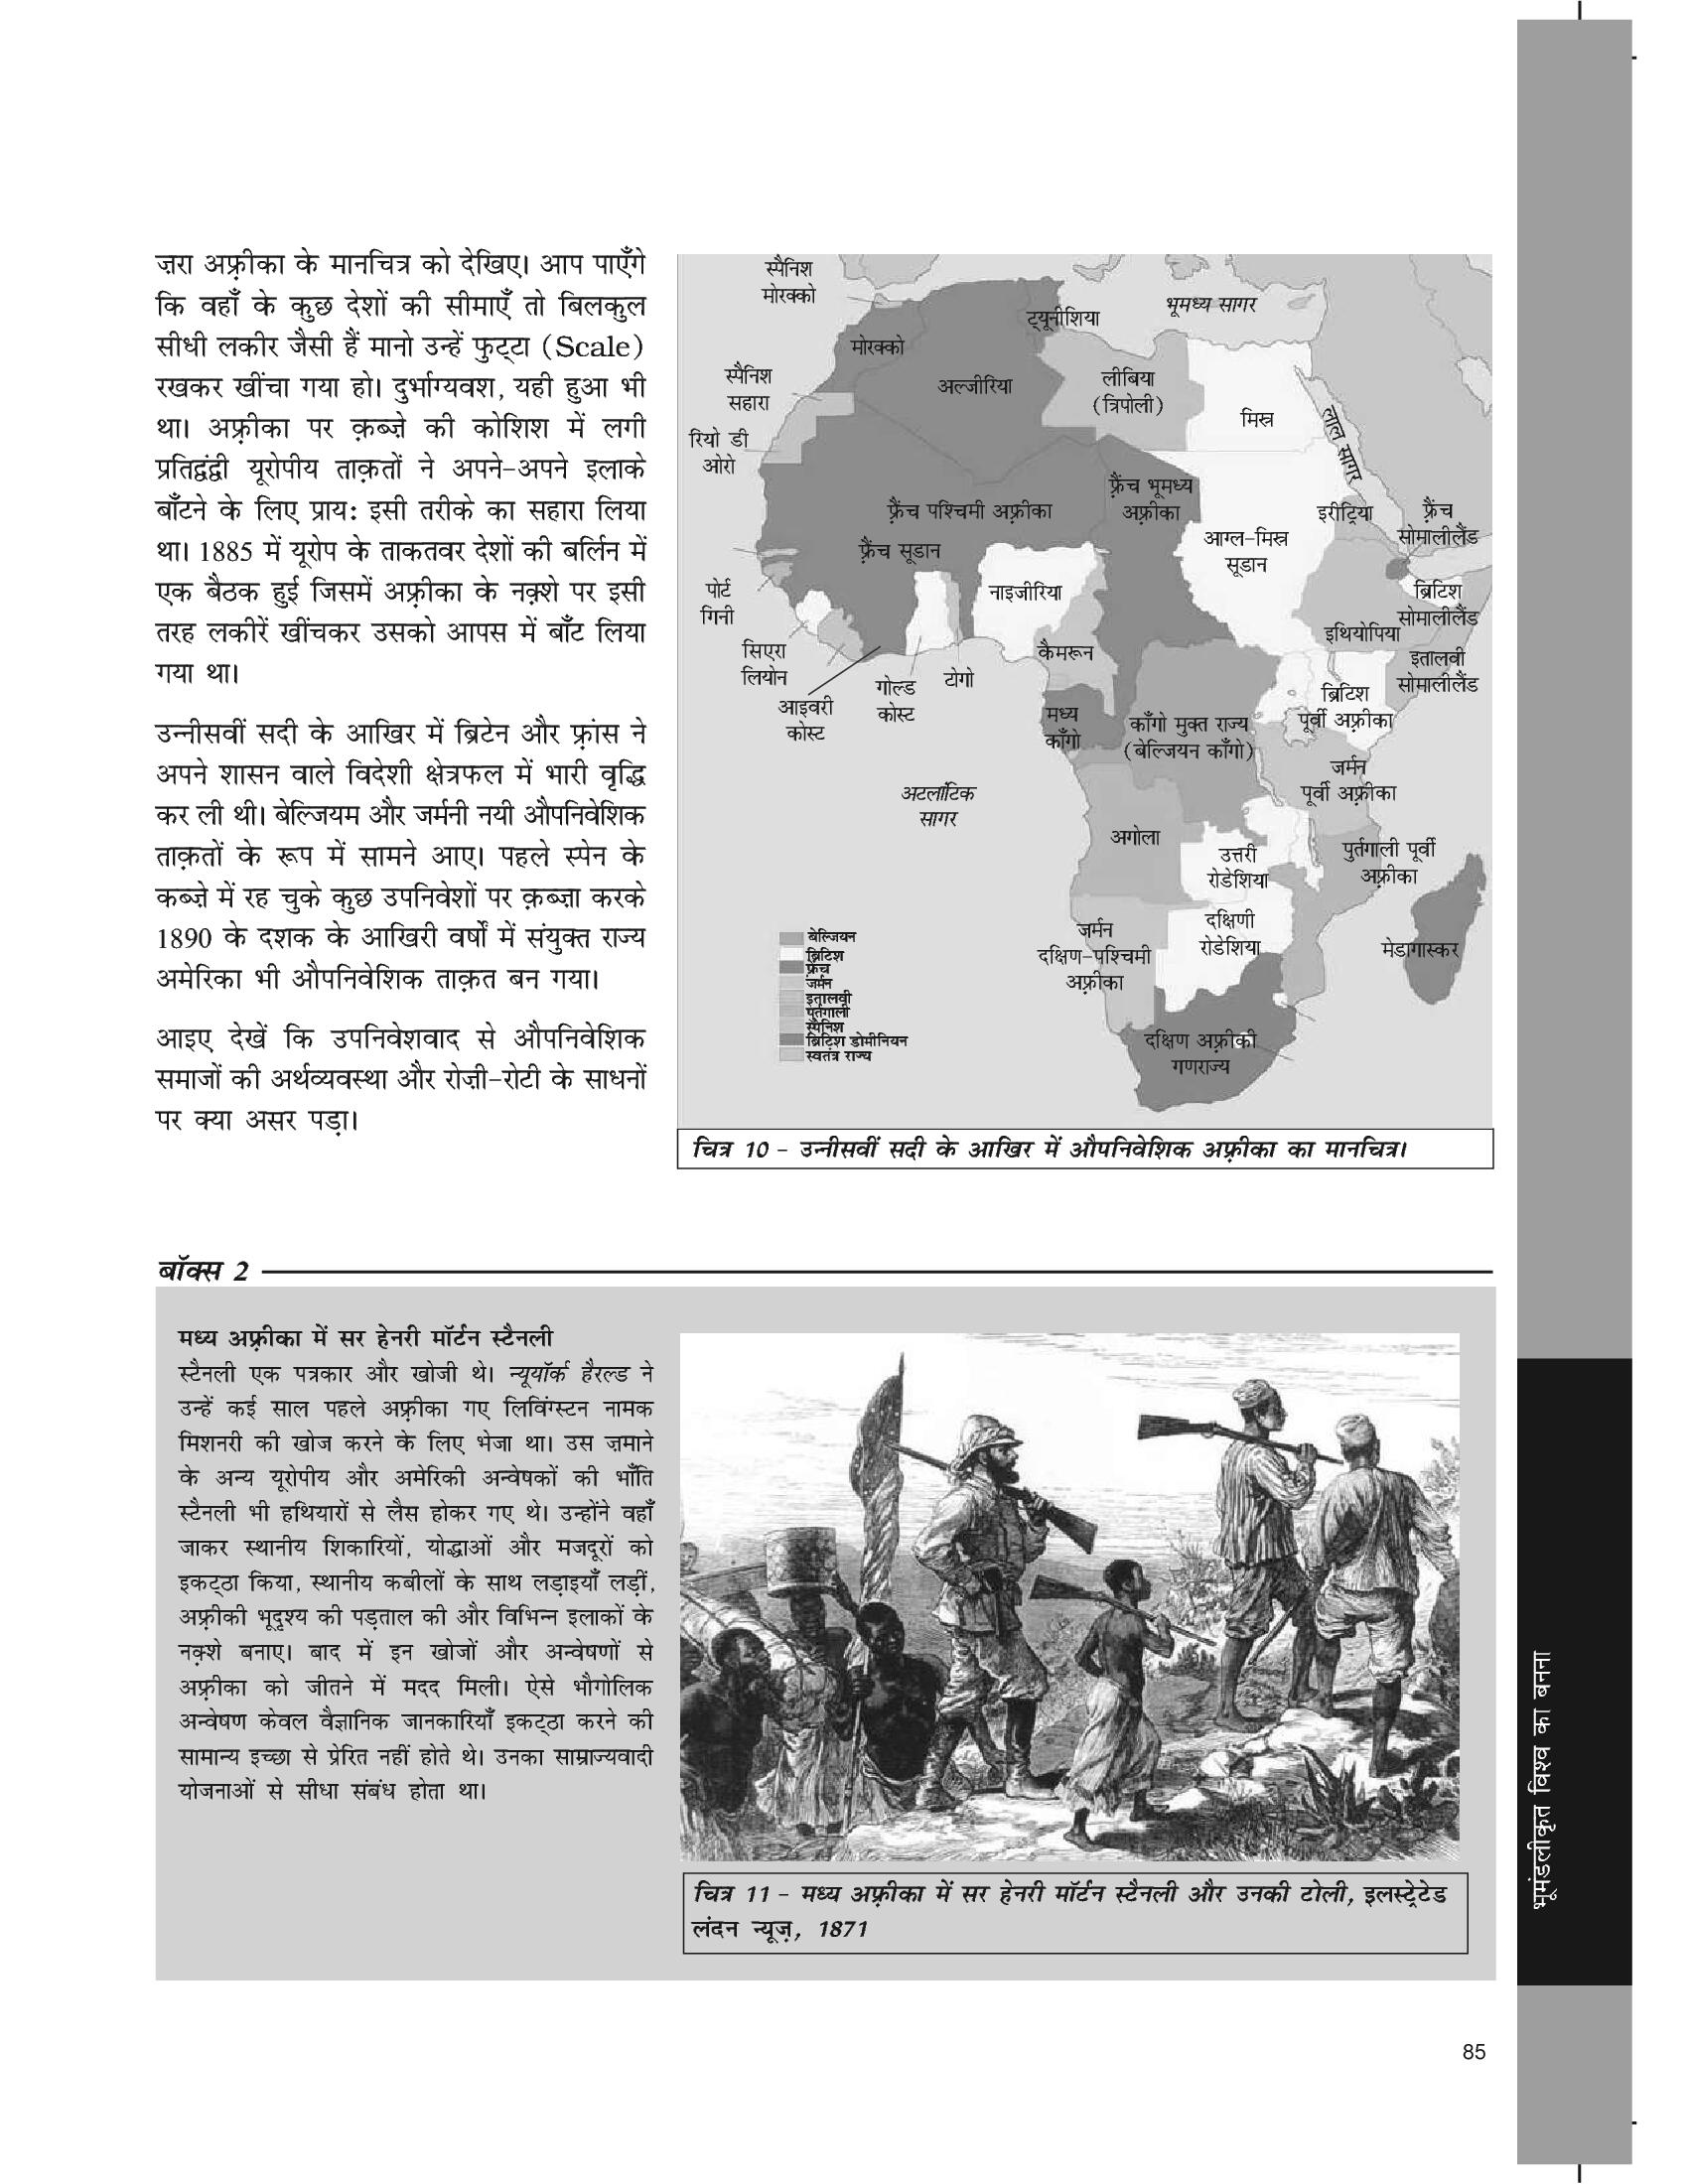 ज़रा अफ़्रीका के मानचित्र को देखिए। आप पाएँगे
कि वहाँ के कुछ देशों की सीमाएँ तो बिलकुल
सीधी लकीर जैसी हैं मानो उन्हें फुट्टा (Scale)
रखकर खींचा गया हो। दुर्भाग्यवश, यही हुआ भी
था। अफ़्रीका पर क़ब्ज़े की कोशिश में लगी
प्रतिद्वंद्वी यूरोपीय ताक़तों ने अपने-अपने इलाके
बाँटने के लिए प्राय: इसी तरीके का सहारा लिया
था। 1885 में यूरोप के ताकतवर देशों की बर्लिन में
एक बैठक हुई जिसमें अफ़्रीका के नक़्शे पर इसी
तरह लकीरें खींचकर उसको आपस में बाँट लिया
गया था।
उन्नीसवीं सदी के आखिर में ब्रिटेन और फ़्रांस ने
अपने शासन वाले विदेशी क्षेत्रफल में भारी वृद्धि
कर ली थी। बेल्जियम और जर्मनी नयी औपनिवेशिक
ताक़तों के रूप में सामने आए। पहले स्पेन के
कब्ज़े में रह चुके कुछ उपनिवेशों पर क़ब्ज़ा करके
1890 के दशक के आखिरी वर्षों में संयुक्त राज्य
अमेरिका भी औपनिवेशिक ताक़त बन गया।
आइए देखें कि उपनिवेशवाद से औपनिवेशिक
समाजों की अर्थव्यवस्था और रोज़ी-रोटी के साधनों
पर क्या असर पड़ा।
स्पैनिश
मोरक्को
ट्यूनीशिया
भूमध्य सागर
मोरक्को
स्पैनिश
सहारा
अल्जीरिया
लीबिया
(त्रिपोली)
मिस्र
लाल सागर
रियो डी
ओरो
फ़्रैंच पश्चिमी अफ़्रीका
फ़्रैंच भूमध्य
अफ़्रीका
इरीट्रिया
फ़्रैंच
सोमालीलैंड
फ़्रैंच सूडान
आंग्ल-मिस्र
सूडान
पोर्ट
गिनी
नाइजीरिया
ब्रिटिश
सोमालीलैंड
इथियोपिया
सिएरा
लियोन
कैमरून
इतालवी
सोमालीलैंड
आइवरी
कोस्ट
गोल्ड
कोस्ट
टोगो
मध्य
काँगो
काँगो मुक्त राज्य
(बेल्जियन काँगो)
ब्रिटिश
पूर्वी अफ़्रीका
जर्मन
पूर्वी अफ़्रीका
अटलांटिक
सागर
अंगोला
उत्तरी
रोडेशिया
पुर्तगाली पूर्वी
अफ़्रीका
जर्मन
दक्षिण-पश्चिमी
अफ़्रीका
दक्षिणी
रोडेशिया
मेडागास्कर
दक्षिण अफ़्रीकी
गणराज्य
बेल्जियन
ब्रिटिश
फ़्रैंच
जर्मन
इतालवी
पुर्तगाली
स्पैनिश
ब्रिटिश डोमीनियन
स्वतंत्र राज्य
चित्र 10 – उन्नीसवीं सदी के आखिर में औपनिवेशिक अफ़्रीका का मानचित्र।
बॉक्स 2
मध्य अफ़्रीका में सर हेनरी मॉर्टन स्टैनली
स्टैनली एक पत्रकार और खोजी थे। न्यूयॉर्क हैरल्ड ने
उन्हें कई साल पहले अफ़्रीका गए लिविंग्स्टन नामक
मिशनरी की खोज करने के लिए भेजा था। उस ज़माने
के अन्य यूरोपीय और अमेरिकी अन्वेषकों की भाँति
स्टैनली भी हथियारों से लैस होकर गए थे। उन्होंने वहाँ
जाकर स्थानीय शिकारियों, योद्धाओं और मजदूरों को
इकट्ठा किया, स्थानीय कबीलों के साथ लड़ाइयाँ लड़ीं,
अफ़्रीकी भूदृश्य की पड़ताल की और विभिन्न इलाकों के
नक़्शे बनाए। बाद में इन खोजों और अन्वेषणों से
अफ़्रीका को जीतने में मदद मिली। ऐसे भौगोलिक
अन्वेषण केवल वैज्ञानिक जानकारियाँ इकट्ठा करने की
सामान्य इच्छा से प्रेरित नहीं होते थे। उनका साम्राज्यवादी
योजनाओं से सीधा संबंध होता था।
चित्र 11 – मध्य अफ़्रीका में सर हेनरी मॉर्टन स्टैनली और उनकी टोली, इलस्ट्रेटेड
लंदन न्यूज़, 1871
भूमंडलीकृत विश्व का बनना
85